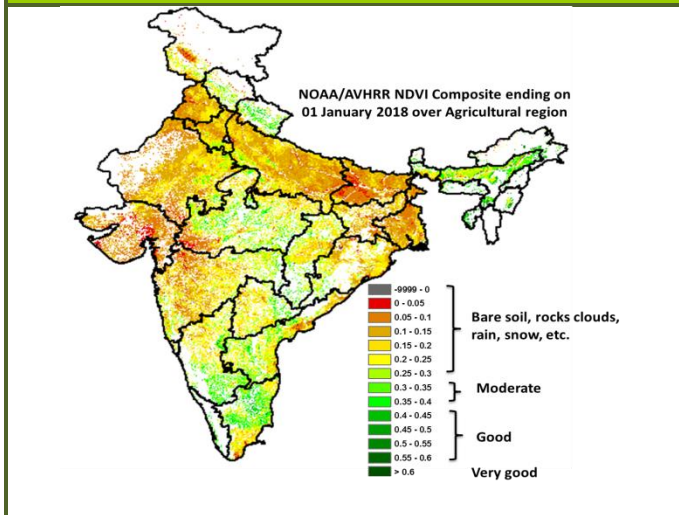 NOAA/AVHRR NDVI Composite ending on
01 January 2018 over Agricultural region
-9999 - 0
0 - 0.05
0.05 - 0.1
0.1 - 0.15
0.15 - 0.2
0.2 - 0.25
0.25 - 0.3
0.3 - 0.35
0.35 - 0.4
0.4 - 0.45
0.45 - 0.5
0.5 - 0.55
0.55 - 0.6
> 0.6
Bare soil, rocks clouds,
rain, snow, etc.
Moderate
Good
Very good